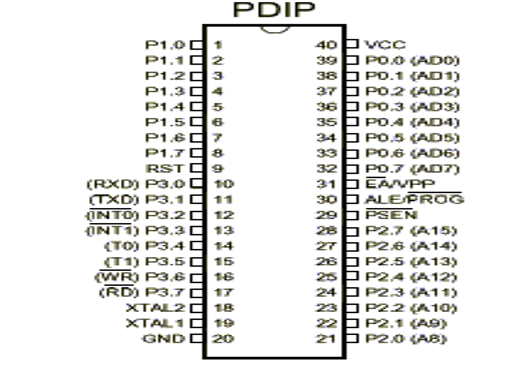 PDIP
P1.0 1 40 VCC
P1.1 2 39 P0.0 (AD0)
P1.2 3 38 P0.1 (AD1)
P1.3 4 37 P0.2 (AD2)
P1.4 5 36 P0.3 (AD3)
P1.5 6 35 P0.4 (AD4)
P1.6 7 34 P0.5 (AD5)
P1.7 8 33 P0.6 (AD6)
RST 9 32 P0.7 (AD7)
(RXD) P3.0 10 31 EA/VPP
(TXD) P3.1 11 30 ALE/PROG
(INT0) P3.2 12 29 PSEN
(INT1) P3.3 13 28 P2.7 (A15)
(T0) P3.4 14 27 P2.6 (A14)
(T1) P3.5 15 26 P2.5 (A13)
(WR) P3.6 16 25 P2.4 (A12)
(RD) P3.7 17 24 P2.3 (A11)
XTAL2 18 23 P2.2 (A10)
XTAL1 19 22 P2.1 (A9)
GND 20 21 P2.0 (A8)